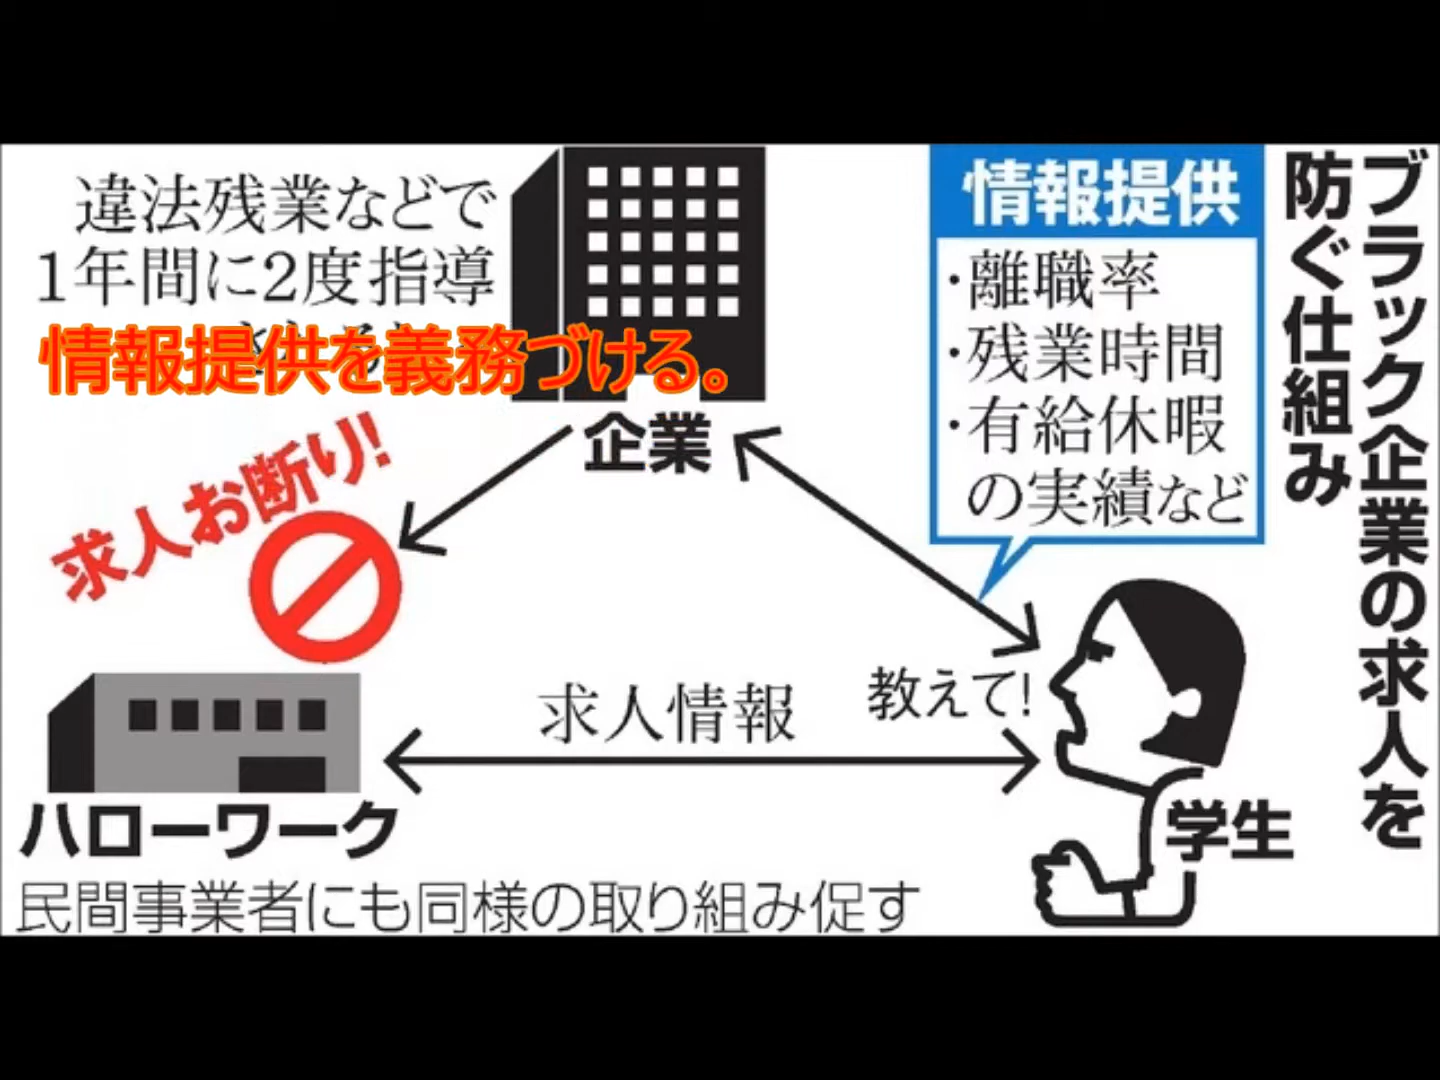 ブラック企業の求人を
防ぐ仕組み
違法残業などで
1年間に2度指導
情報提供を義務づける。
企業
情報提供
・離職率
・残業時間
・有給休暇
の実績など
求人お断り!
求人情報
教えて!
ハローワーク
学生
民間事業者にも同様の取り組み促す